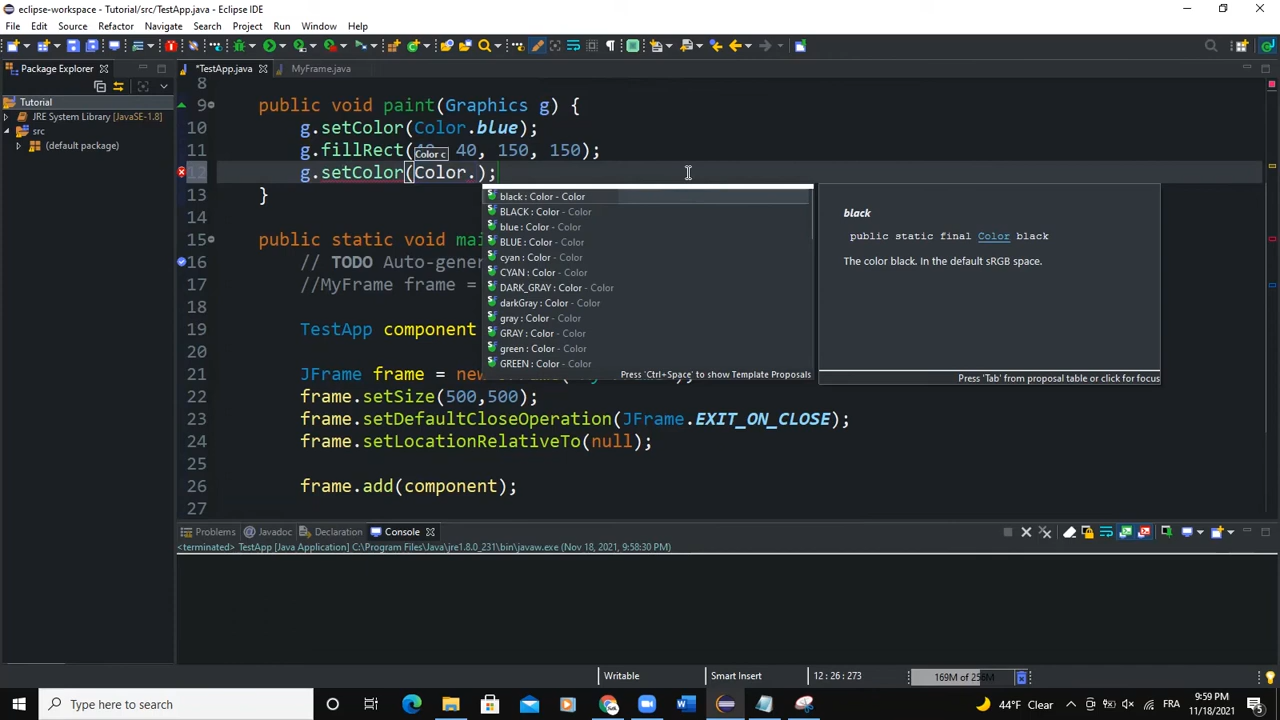 eclipse-workspace - Tutorial/src/TestApp.java - Eclipse IDE
File Edit Source Refactor Navigate Search Project Run Window Help
Package Explorer
*TestApp.java
MyFrame.java
Tutorial
JRE System Library [JavaSE-1.8]
src
(default package)
8
9 public void paint(Graphics g) {
10 g.setColor(Color.blue);
11 g.fillRect( 40, 150, 150);
Color c
12 g.setColor(Color.);
13 }
14
15 public static void
16 // TODO Auto-gener
17 //MyFrame frame =
18
19 TestApp component
20
21 JFrame frame =
22 frame.setSize(500,500);
23 frame.setDefaultCloseOperation(JFrame.EXIT_ON_CLOSE);
24 frame.setLocationRelativeTo(null);
25
26 frame.add(component);
27
black : Color - Color
BLACK : Color - Color
blue : Color - Color
BLUE : Color - Color
cyan : Color - Color
CYAN : Color - Color
DARK_GRAY : Color - Color
darkGray : Color - Color
gray : Color - Color
GRAY : Color - Color
green : Color - Color
GREEN : Color - Color
Press 'Ctrl+Space' to show Template Proposals
black
public static final Color black
The color black. In the default sRGB space.
Press 'Tab' from proposal table or click for focus
Problems Javadoc Declaration Console
<terminated> TestApp [Java Application] C:\Program Files\Java\jre1.8.0_231\bin\javaw.exe (Nov 18, 2021, 9:58:30 PM)
Writable Smart Insert 12 : 26 : 273 169M of 256M
Type here to search
44°F Clear
FRA
9:59 PM
11/18/2021